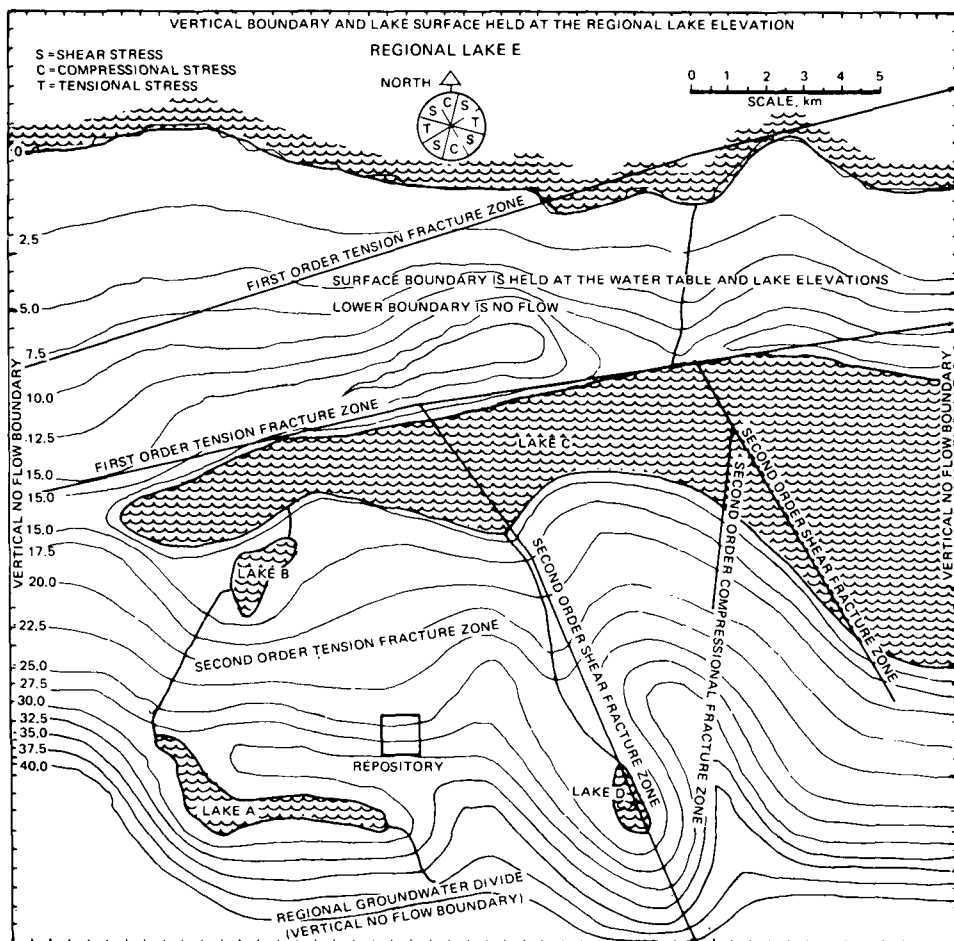 VERTICAL BOUNDARY AND LAKE SURFACE HELD AT THE REGIONAL LAKE ELEVATION
REGIONAL LAKE E
S = SHEAR STRESS
C = COMPRESSIONAL STRESS
T = TENSIONAL STRESS
NORTH
C
S
S
T
T
S
S
C
0 1 2 3 4 5
SCALE, km
0
2.5
5.0
7.5
10.0
12.5
15.0
15.0
15.0
17.5
20.0
22.5
25.0
27.5
30.0
32.5
35.0
37.5
40.0
FIRST ORDER TENSION FRACTURE ZONE
SURFACE BOUNDARY IS HELD AT THE WATER TABLE AND LAKE ELEVATIONS
LOWER BOUNDARY IS NO FLOW
VERTICAL NO FLOW BOUNDARY
VERTICAL NO FLOW BOUNDARY
FIRST ORDER TENSION FRACTURE ZONE
LAKE C
SECOND ORDER SHEAR FRACTURE ZONE
SECOND ORDER COMPRESSIONAL FRACTURE ZONE
SECOND ORDER SHEAR FRACTURE ZONE
LAKE B
SECOND ORDER TENSION FRACTURE ZONE
REPOSITORY
LAKE A
LAKE D
REGIONAL GROUNDWATER DIVIDE
(VERTICAL NO FLOW BOUNDARY)